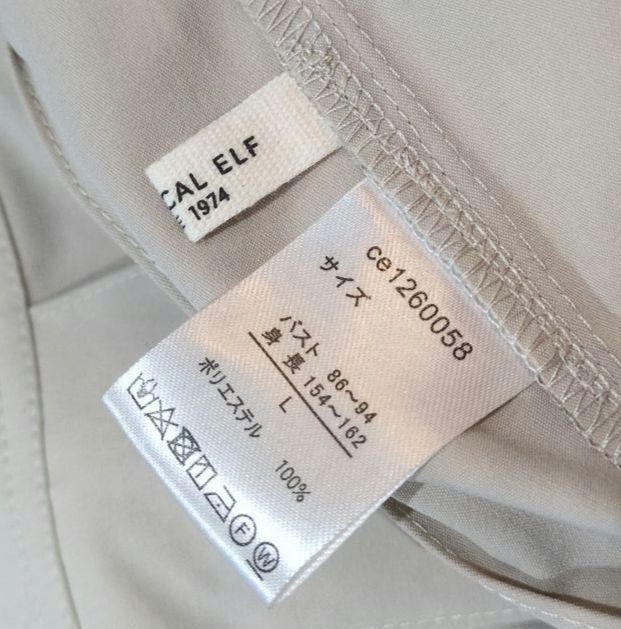 CAL ELF
1974
ce1260058
サイズ
バスト 86～94
身長 154～162
L
ポリエステル 100%
F W